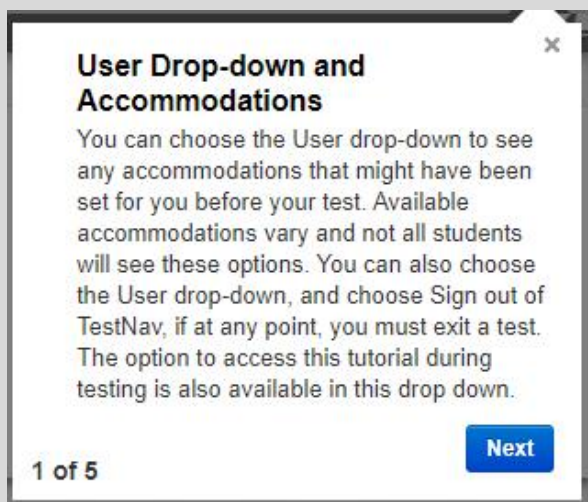 User Drop-down and
Accommodations
You can choose the User drop-down to see
any accommodations that might have been
set for you before your test. Available
accommodations vary and not all students
will see these options. You can also choose
the User drop-down, and choose Sign out of
TestNav, if at any point, you must exit a test.
The option to access this tutorial during
testing is also available in this drop down.
Next
1 of 5